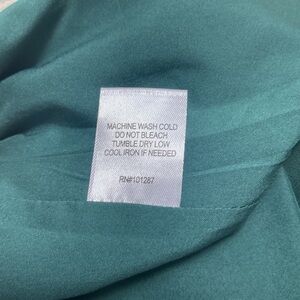 MACHINE WASH COLD
DO NOT BLEACH
TUMBLE DRY LOW
COOL IRON IF NEEDED
RN#101287